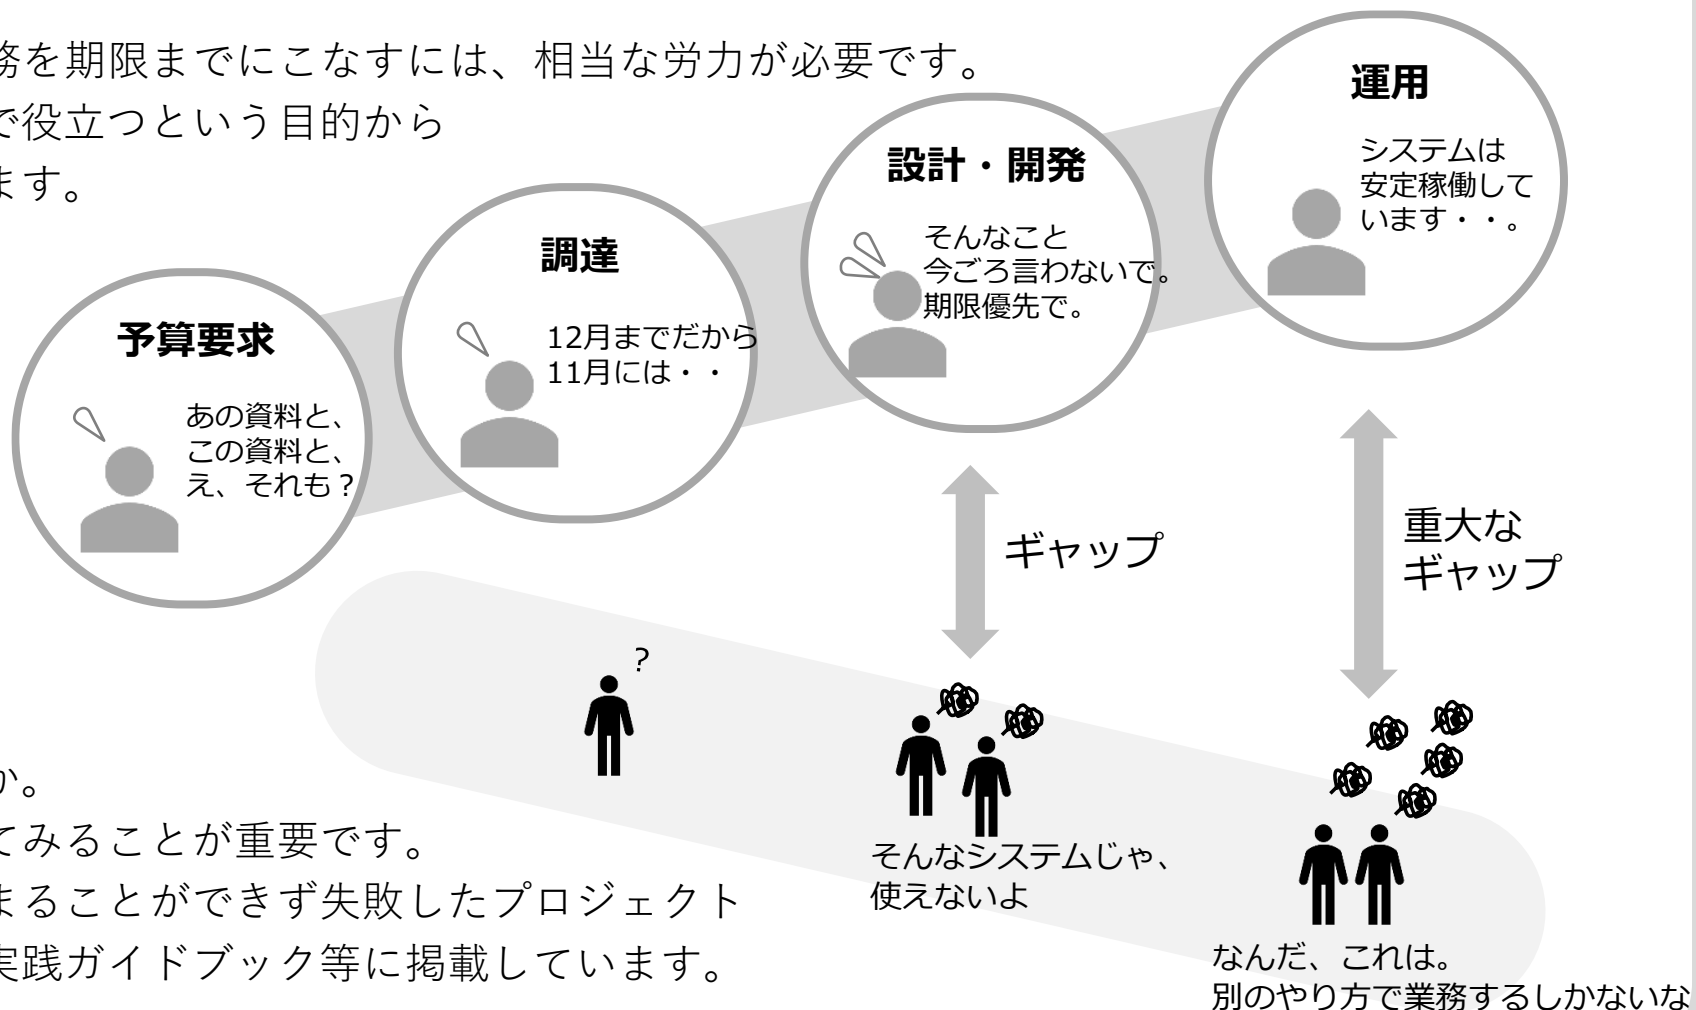 務を期限までにこなすには、相当な労力が必要です。
で役立つという目的から
ます。
予算要求
あの資料と、
この資料と、
え、それも？
調達
12月までだから
11月には・・
設計・開発
そんなこと
今ごろ言わないで。
期限優先で。
運用
システムは
安定稼働して
います・・。
ギャップ
重大な
ギャップ
?
そんなシステムじゃ、
使えないよ
なんだ、これは。
別のやり方で業務するしかないな
か。
てみることが重要です。
まることができず失敗したプロジェクト
実践ガイドブック等に掲載しています。